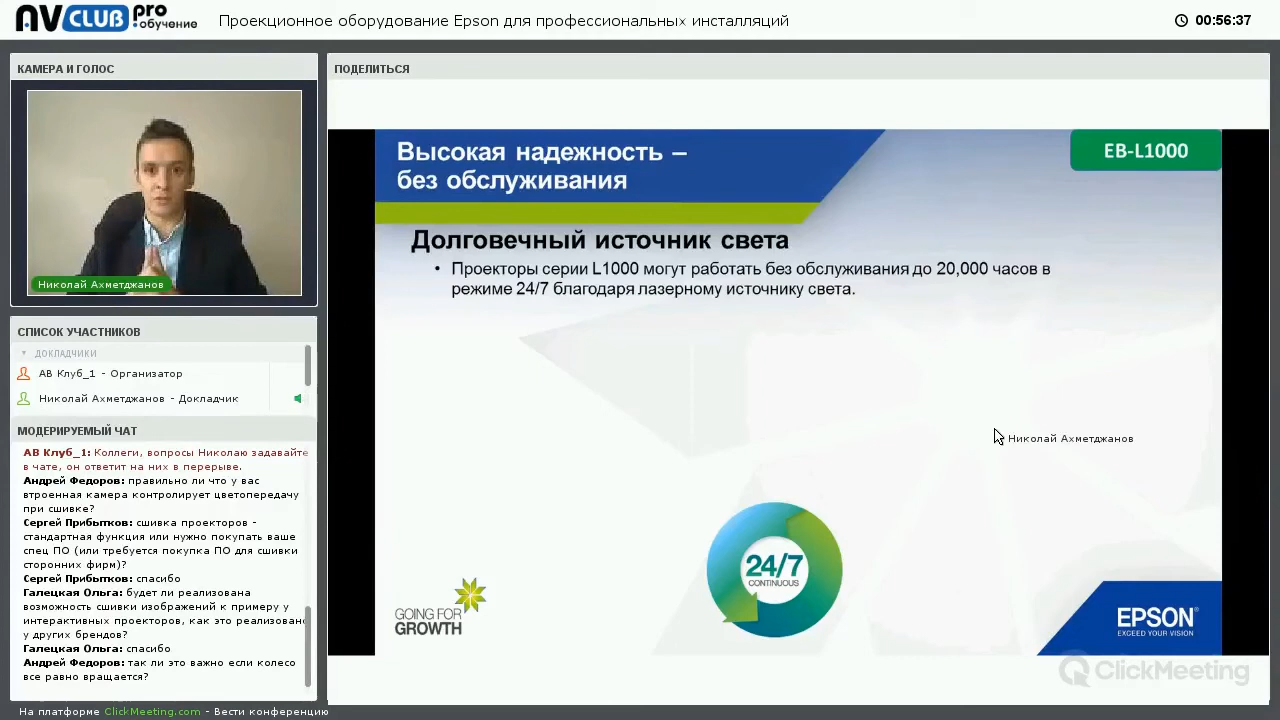 AV CLUB pro :обучение
Проекционное оборудование Epson для профессиональных инсталляций
00:56:37
КАМЕРА И ГОЛОС
Николай Ахметджанов
СПИСОК УЧАСТНИКОВ
ДОКЛАДЧИКИ
АВ Клуб_1 - Организатор
Николай Ахметджанов - Докладчик
МОДЕРИРУЕМЫЙ ЧАТ
АВ Клуб_1: Коллеги, вопросы Николаю задавайте
в чате, он ответит на них в перерыве.
Андрей Федоров: правильно ли что у вас
втроенная камера контролирует цветопередачу
при сшивке?
Сергей Прибытков: сшивка проекторов -
стандартная функция или нужно покупать ваше
спец ПО (или требуется покупка ПО для сшивки
сторонних фирм)?
Сергей Прибытков: спасибо
Галецкая Ольга: будет ли реализована
возможность сшивки изображений к примеру у
интерактивных проекторов, как это реализован
у других брендов?
Галецкая Ольга: спасибо
Андрей Федоров: так ли это важно если колесо
все равно вращается?
На платформе ClickMeeting.com - Вести конференцию
ПОДЕЛИТЬСЯ
Высокая надежность –
без обслуживания
EB-L1000
Долговечный источник света
• Проекторы серии L1000 могут работать без обслуживания до 20,000 часов в
режиме 24/7 благодаря лазерному источнику света.
Николай Ахметджанов
24/7
CONTINUOUS
GOING FOR
GROWTH
EPSON®
EXCEED YOUR VISION
ClickMeeting